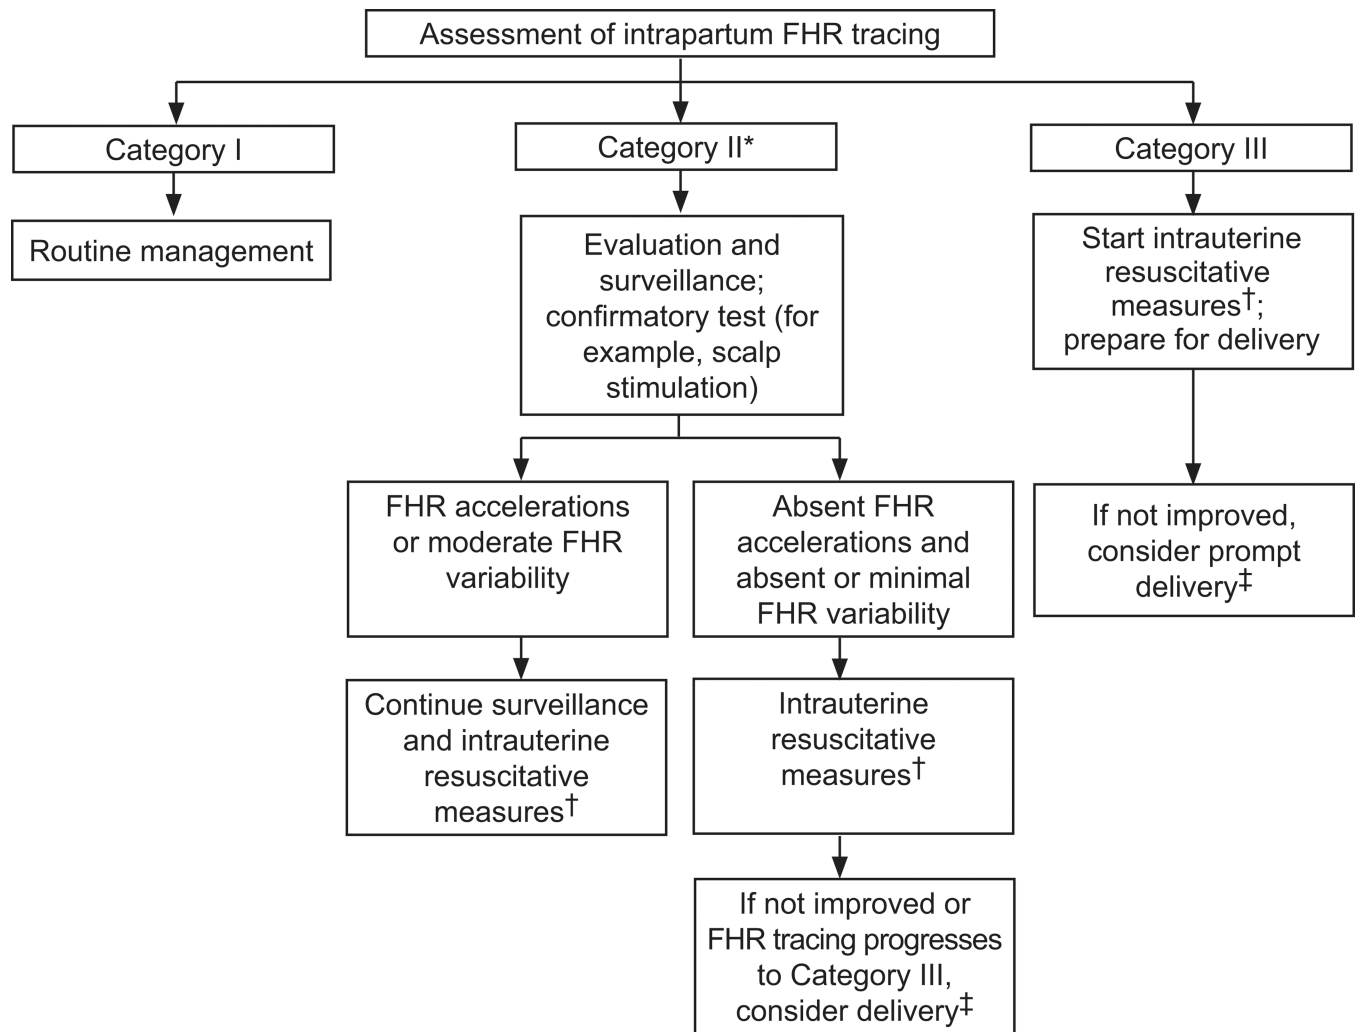 Assessment of intrapartum FHR tracing
Category I
Category II*
Category III
Routine management
Evaluation and
surveillance;
confirmatory test (for
example, scalp
stimulation)
Start intrauterine
resuscitative
measures†;
prepare for delivery
FHR accelerations
or moderate FHR
variability
Absent FHR
accelerations and
absent or minimal
FHR variability
If not improved,
consider prompt
delivery‡
Continue surveillance
and intrauterine
resuscitative
measures†
Intrauterine
resuscitative
measures†
If not improved or
FHR tracing progresses
to Category III,
consider delivery‡